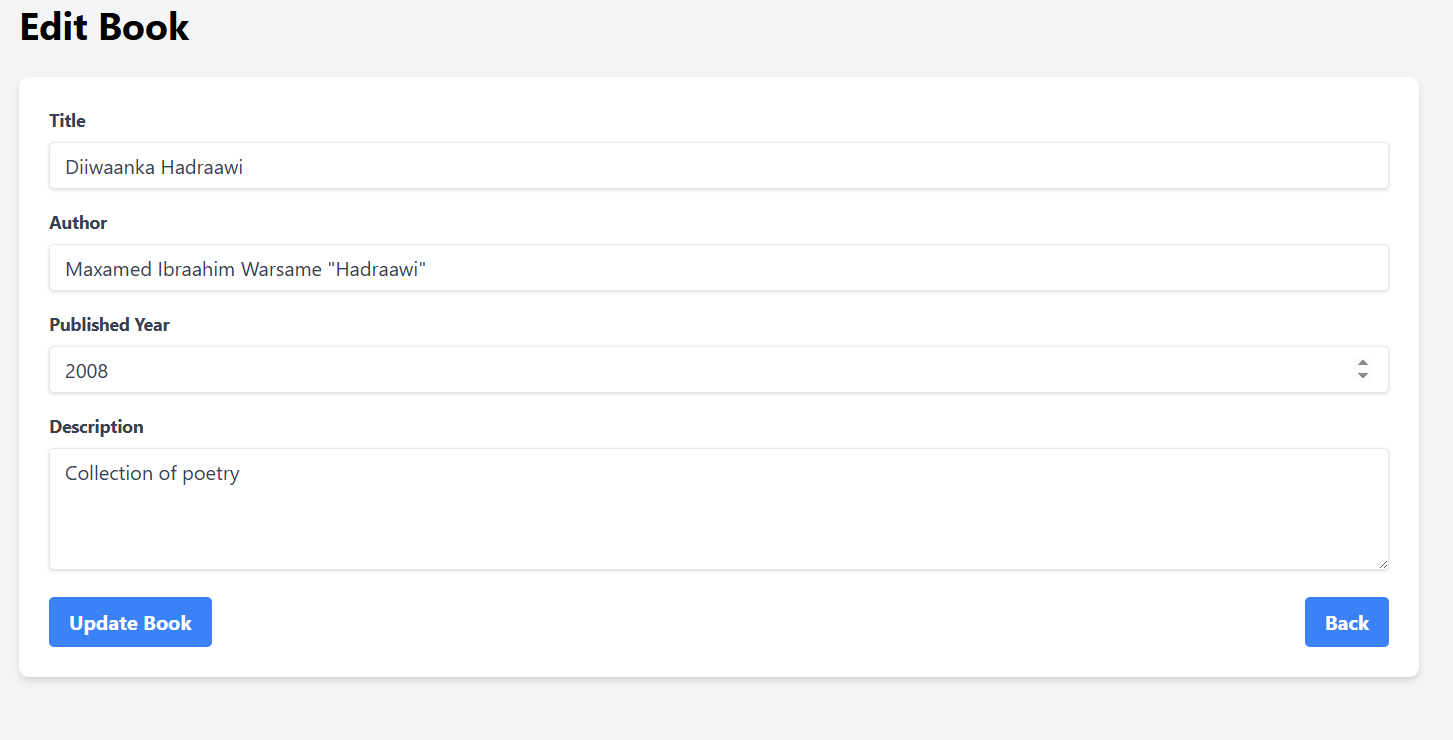 Edit Book
Title
Diiwaanka Hadraawi
Author
Maxamed Ibraahim Warsame "Hadraawi"
Published Year
2008
Description
Collection of poetry
Update Book
Back